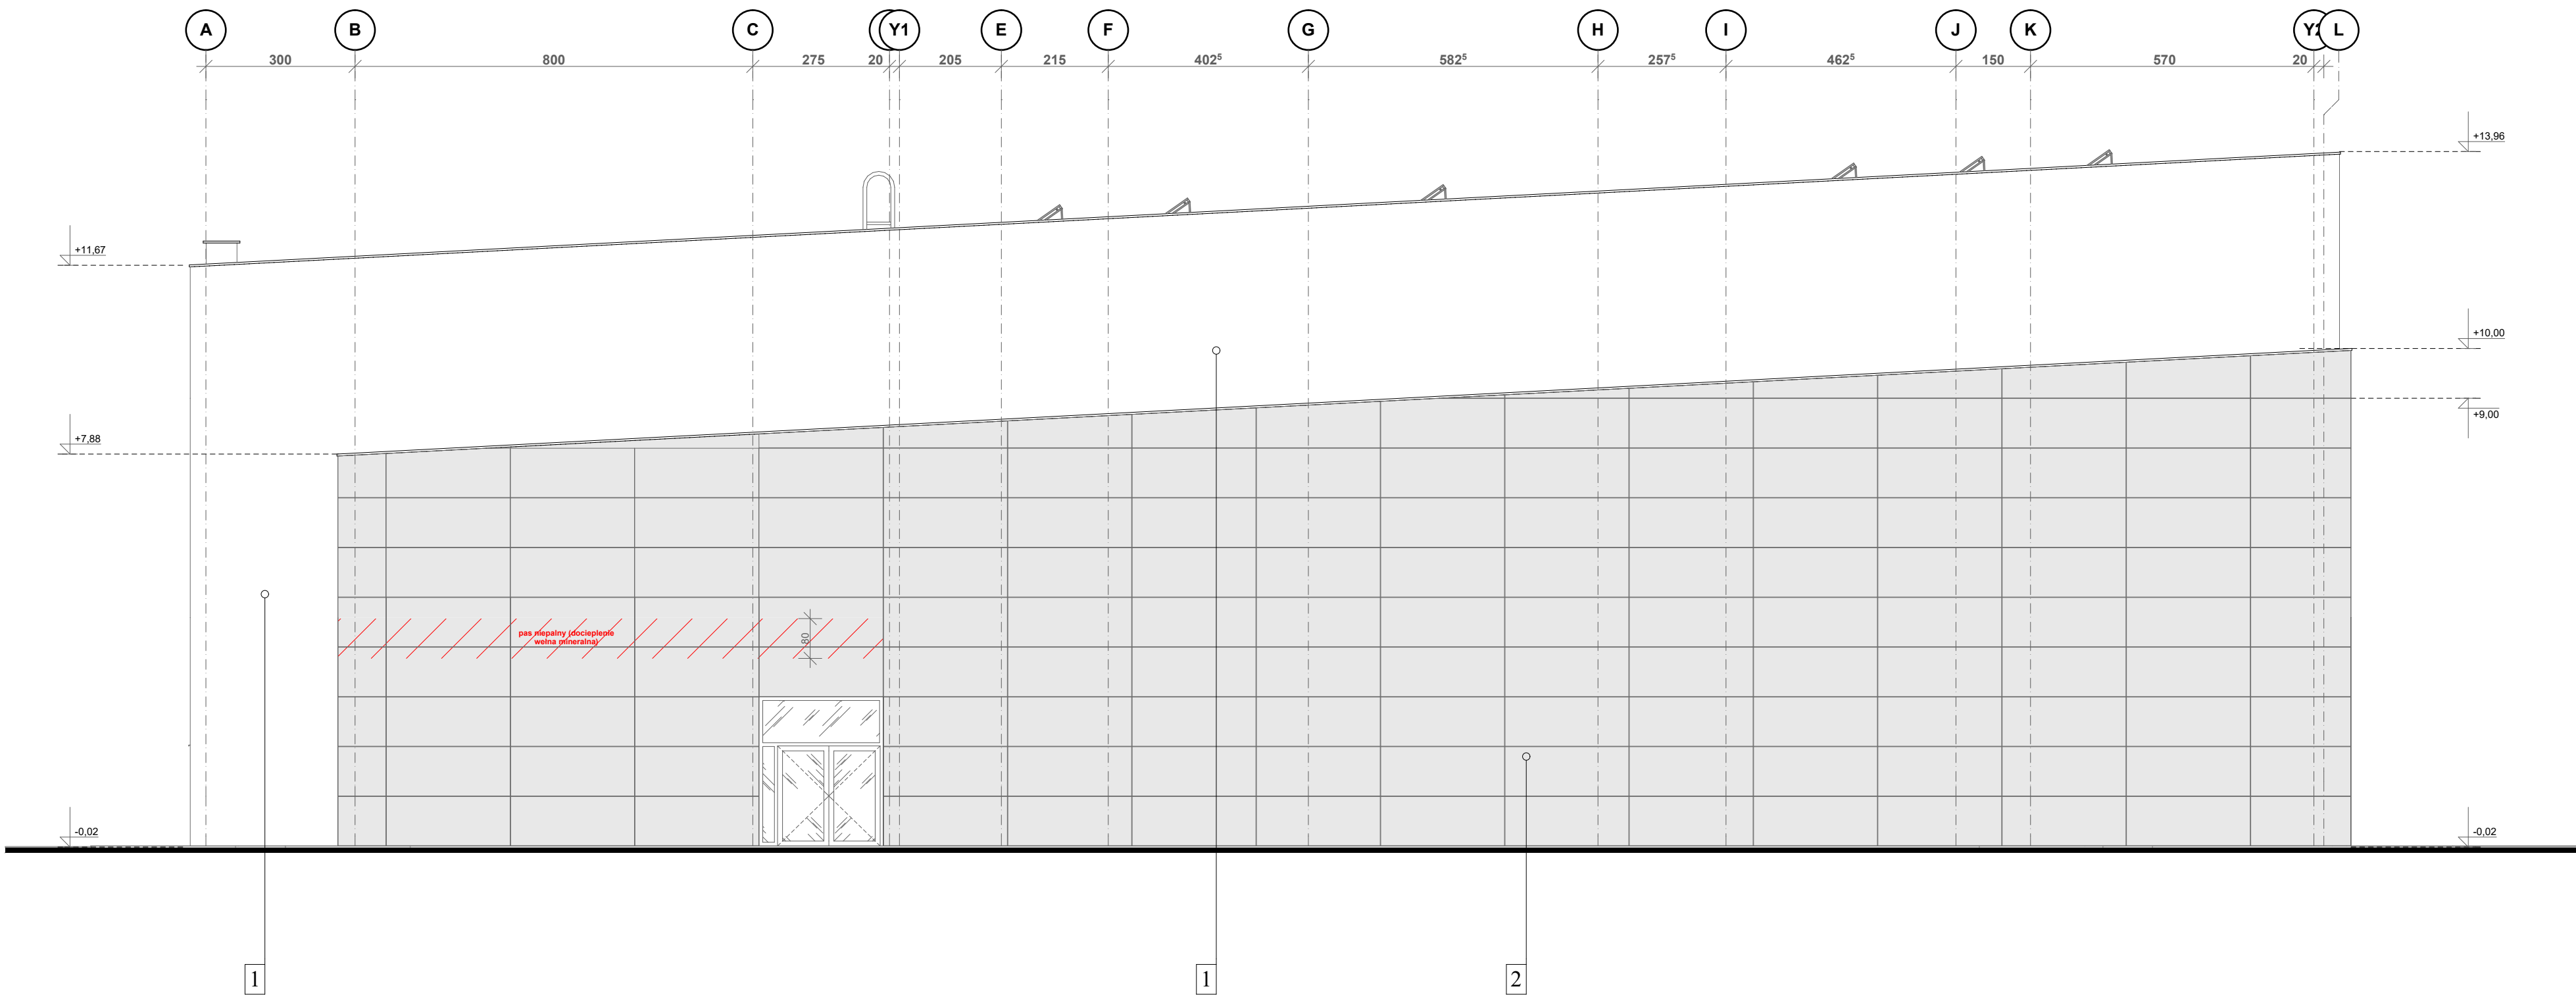 A B C Y1 E F G H I J K Y2 L
300 800 275 20 205 215 402⁵ 582⁵ 257⁵ 462⁵ 150 570 20
+13,96
+11,67
+10,00
+9,00
+7,88
pas niepalny (docieplenie
wełna mineralna)
80
-0,02
-0,02
1 1 2